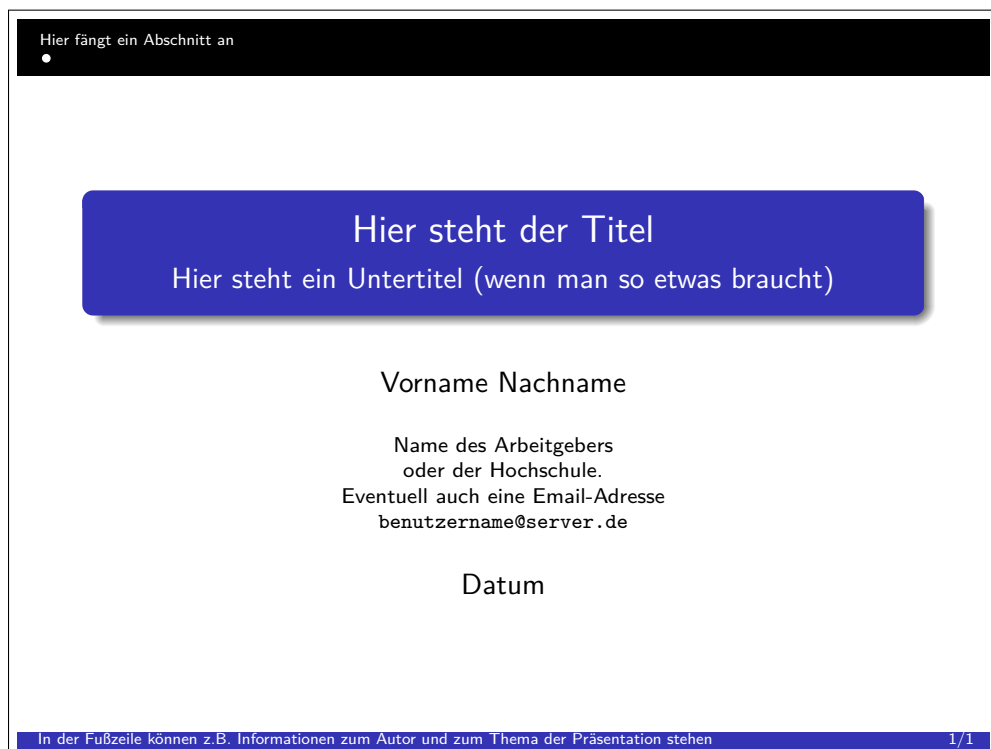 Hier fängt ein Abschnitt an
Hier steht der Titel
Hier steht ein Untertitel (wenn man so etwas braucht)
Vorname Nachname
Name des Arbeitgebers
oder der Hochschule.
Eventuell auch eine Email-Adresse
benutzername@server.de
Datum
In der Fußzeile können z.B. Informationen zum Autor und zum Thema der Präsentation stehen 1/1